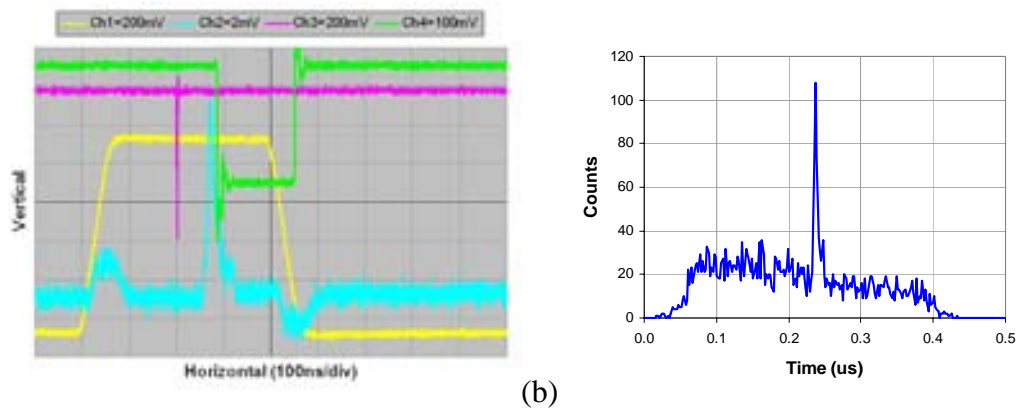 Ch1=200mV Ch2=2mV Ch3=200mV Ch4=100mV
Vertical
Horizontal (100ns/div)
(b)
120
100
80
60
40
20
0
Counts
0.0 0.1 0.2 0.3 0.4 0.5
Time (us)